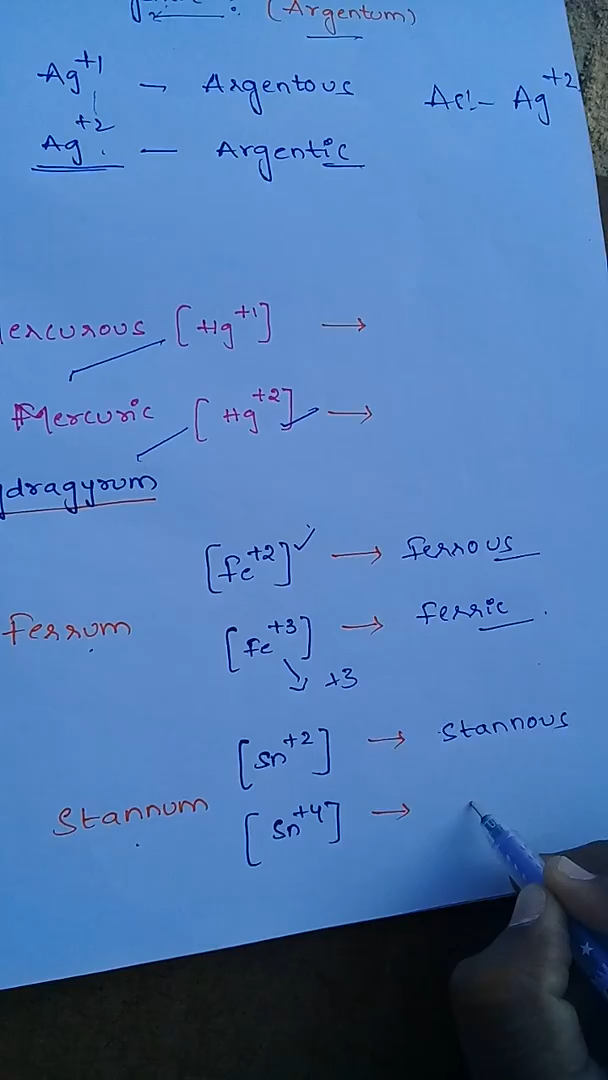 : (Argentum)
Ag+1 – Argentous
Ag+2 – Argentic
Ag+2
ercurous [Hg+1] →
Mercuric [Hg+2] →
dragyrum
[fe+2] ✓ → ferrous
ferrum
[fe+3] → ferric.
+3
[Sn+2] → Stannous
Stannum
[Sn+4] →